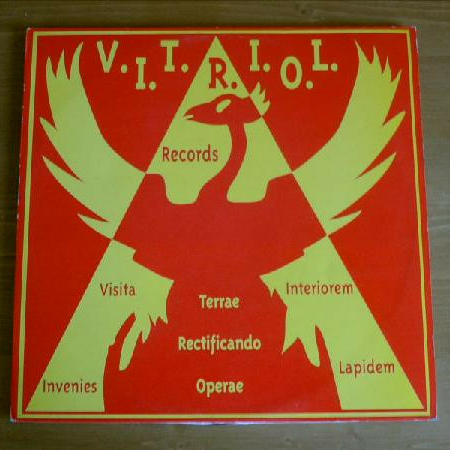 V.I.T.R.I.O.L.
Records
Visita
Interiorem
Terrae
Rectificando
Invenies
Operae
Lapidem